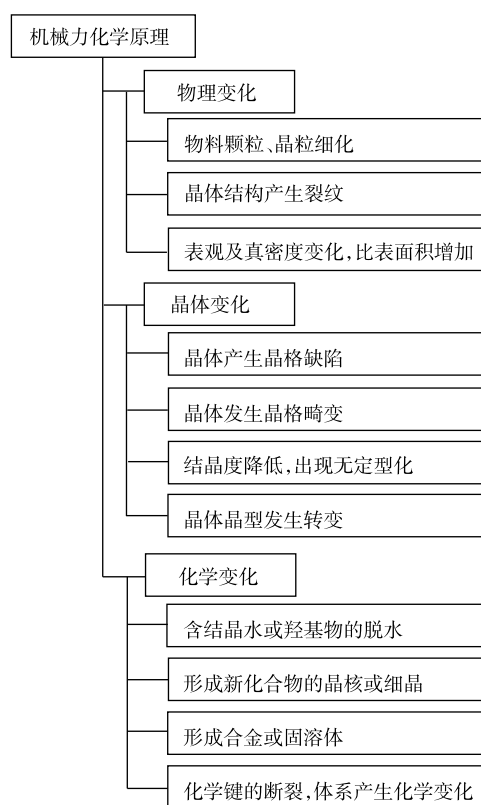 机械力化学原理
物理变化
物料颗粒、晶粒细化
晶体结构产生裂纹
表观及真密度变化,比表面积增加
晶体变化
晶体产生晶格缺陷
晶体发生晶格畸变
结晶度降低,出现无定型化
晶体晶型发生转变
化学变化
含结晶水或羟基物的脱水
形成新化合物的晶核或细晶
形成合金或固溶体
化学键的断裂,体系产生化学变化